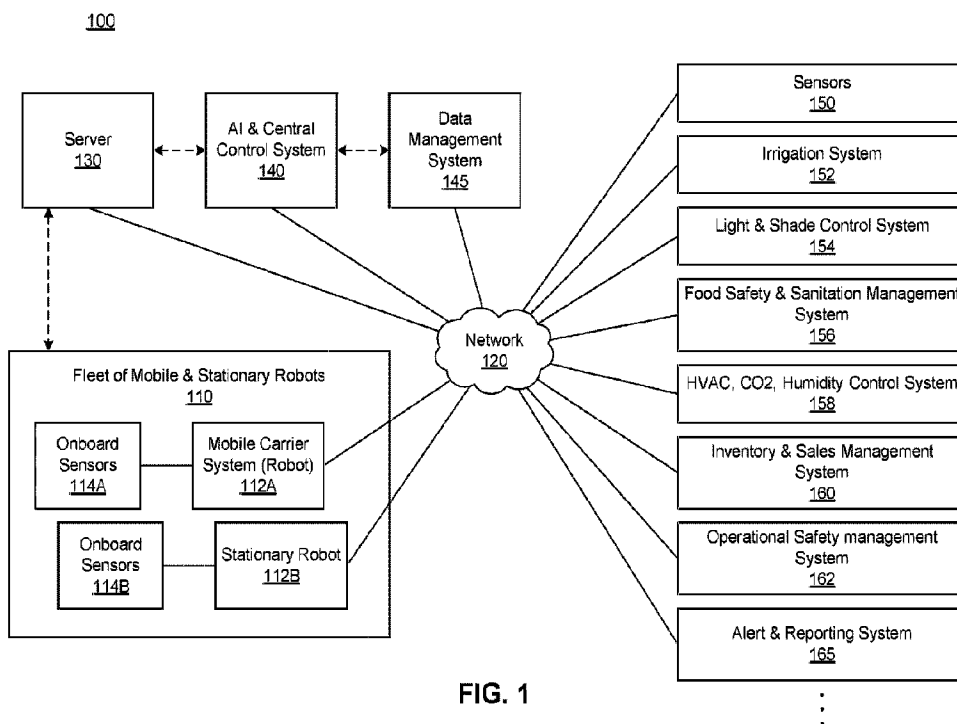 100
Server
130
AI & Central
Control System
140
Data
Management
System
145
Sensors
150
Irrigation System
152
Light & Shade Control System
154
Food Safety & Sanitation Management
System
156
HVAC, CO2, Humidity Control System
158
Inventory & Sales Management
System
160
Operational Safety management
System
162
Alert & Reporting System
165
Network
120
Fleet of Mobile & Stationary Robots
110
Onboard
Sensors
114A
Mobile Carrier
System (Robot)
112A
Onboard
Sensors
114B
Stationary Robot
112B
FIG. 1